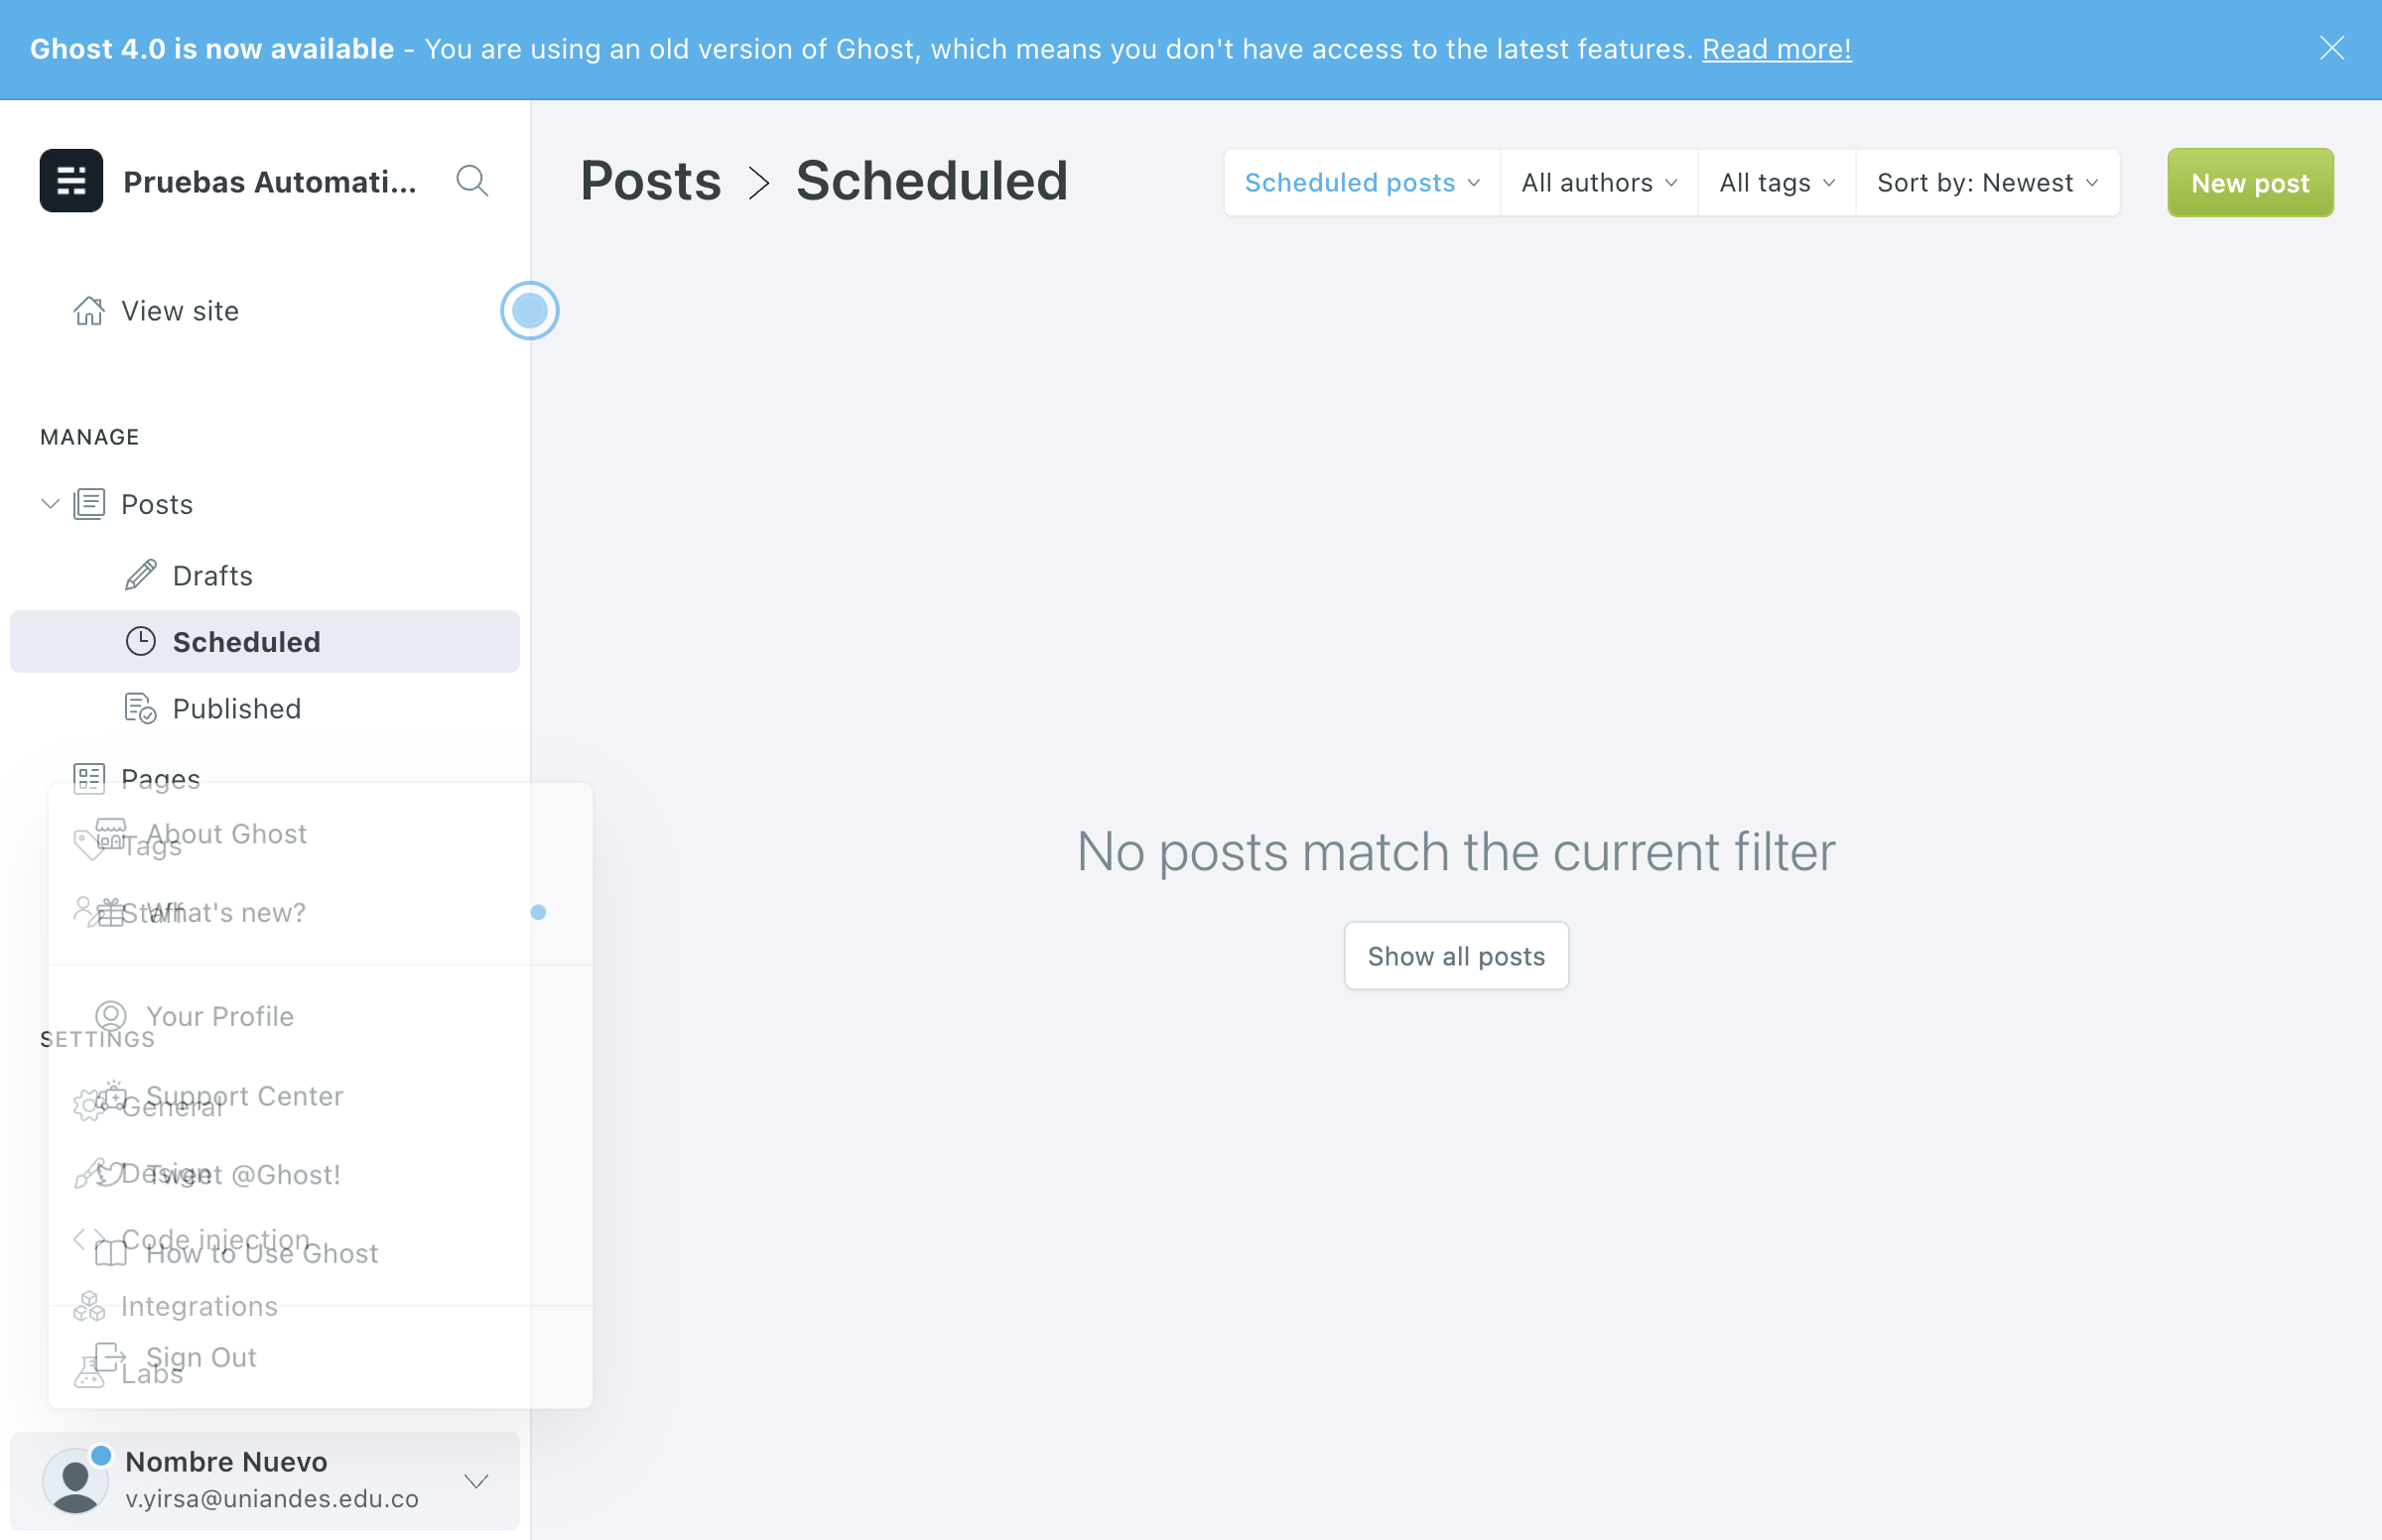 Ghost 4.0 is now available - You are using an old version of Ghost, which means you don't have access to the latest features. Read more!
Pruebas Automati...
Posts > Scheduled
Scheduled posts
All authors
All tags
Sort by: Newest
New post
View site
MANAGE
Posts
Drafts
Scheduled
Published
Pages
About Ghost
Tags
What's new?
Staff
Your Profile
SETTINGS
Support Center
General
Tweet @Ghost!
Design
Code injection
How to Use Ghost
Integrations
Sign Out
Labs
No posts match the current filter
Show all posts
Nombre Nuevo
v.yirsa@uniandes.edu.co